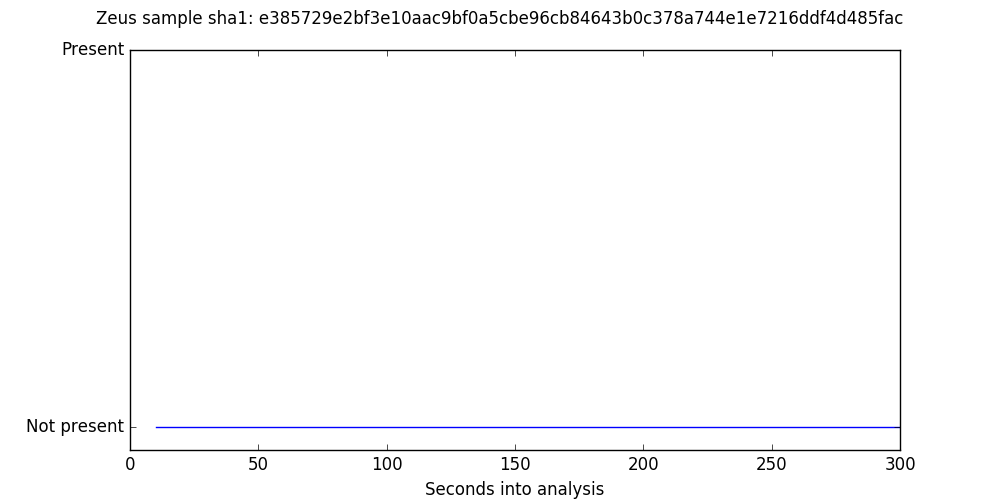 Zeus sample sha1: e385729e2bf3e10aac9bf0a5cbe96cb84643b0c378a744e1e7216ddf4d485fac
Present
Not present
0 50 100 150 200 250 300
Seconds into analysis